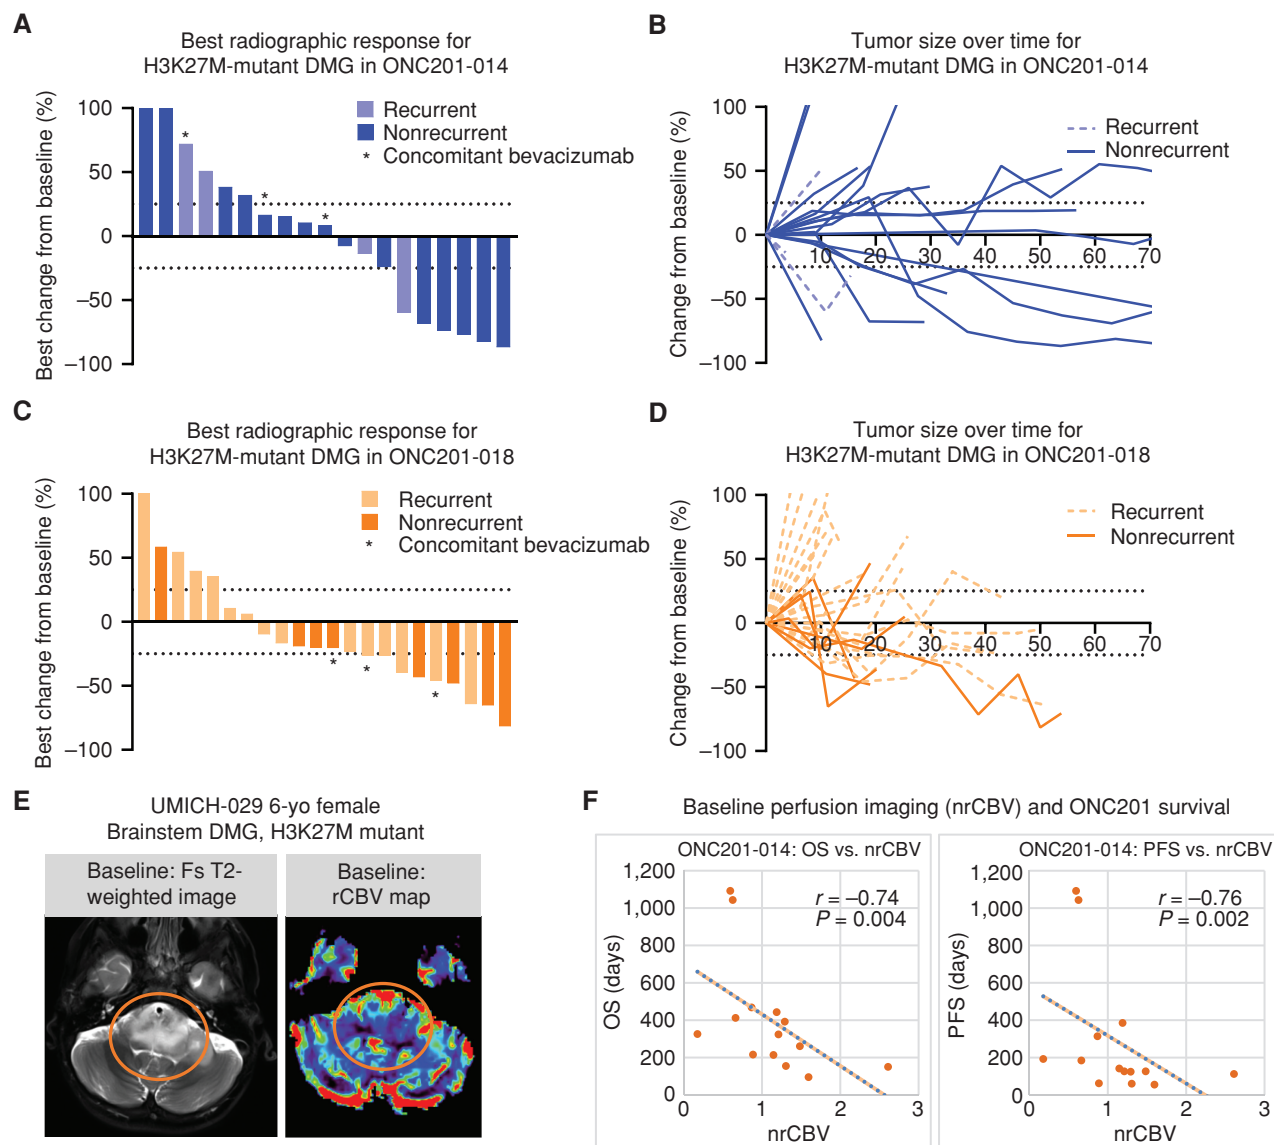 A
Best radiographic response for
H3K27M-mutant DMG in ONC201-014
Best change from baseline (%)
100
50
0
–50
–100
Recurrent
Nonrecurrent
* Concomitant bevacizumab
*
*
*
B
Tumor size over time for
H3K27M-mutant DMG in ONC201-014
Change from baseline (%)
100
50
0
–50
–100
Recurrent
Nonrecurrent
10 20 30 40 50 60 70
C
Best radiographic response for
H3K27M-mutant DMG in ONC201-018
Best change from baseline (%)
100
50
0
–50
–100
Recurrent
Nonrecurrent
* Concomitant bevacizumab
*
*
*
D
Tumor size over time for
H3K27M-mutant DMG in ONC201-018
Change from baseline (%)
100
50
0
–50
–100
Recurrent
Nonrecurrent
10 20 30 40 50 60 70
E
UMICH-029 6-yo female
Brainstem DMG, H3K27M mutant
Baseline: Fs T2-
weighted image
Baseline:
rCBV map
F
Baseline perfusion imaging (nrCBV) and ONC201 survival
ONC201-014: OS vs. nrCBV
OS (days)
1,200
1,000
800
600
400
200
0
r = –0.74
P = 0.004
0 1 2 3
nrCBV
ONC201-014: PFS vs. nrCBV
PFS (days)
1,200
1,000
800
600
400
200
0
r = –0.76
P = 0.002
0 1 2 3
nrCBV